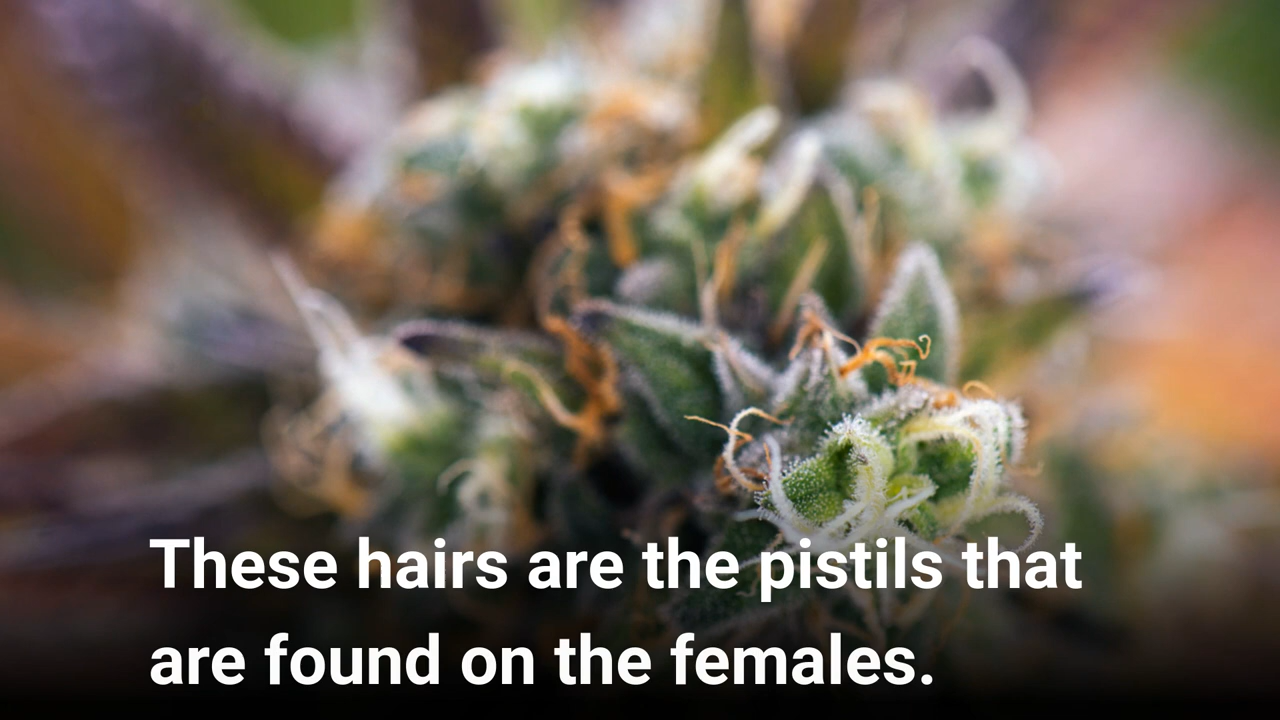 These hairs are the pistils that
are found on the females.